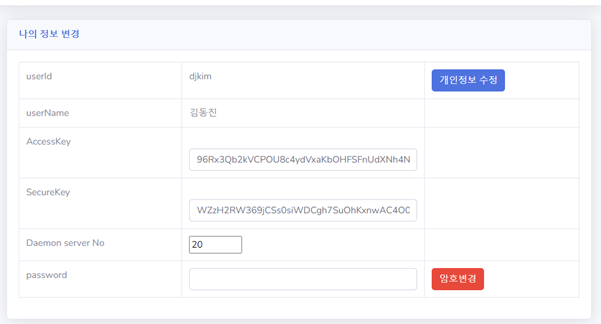 나의 정보 변경
userId djkim 개인정보 수정
userName 김동진
AccessKey
96Rx3Qb2kVCPOU8c4ydVxaKbOHFSFnUdXNh4N
SecureKey
WZzH2RW369jCSs0siWDCgh7SuOhKxnwAC4O0
Daemon server No 20
password 암호변경